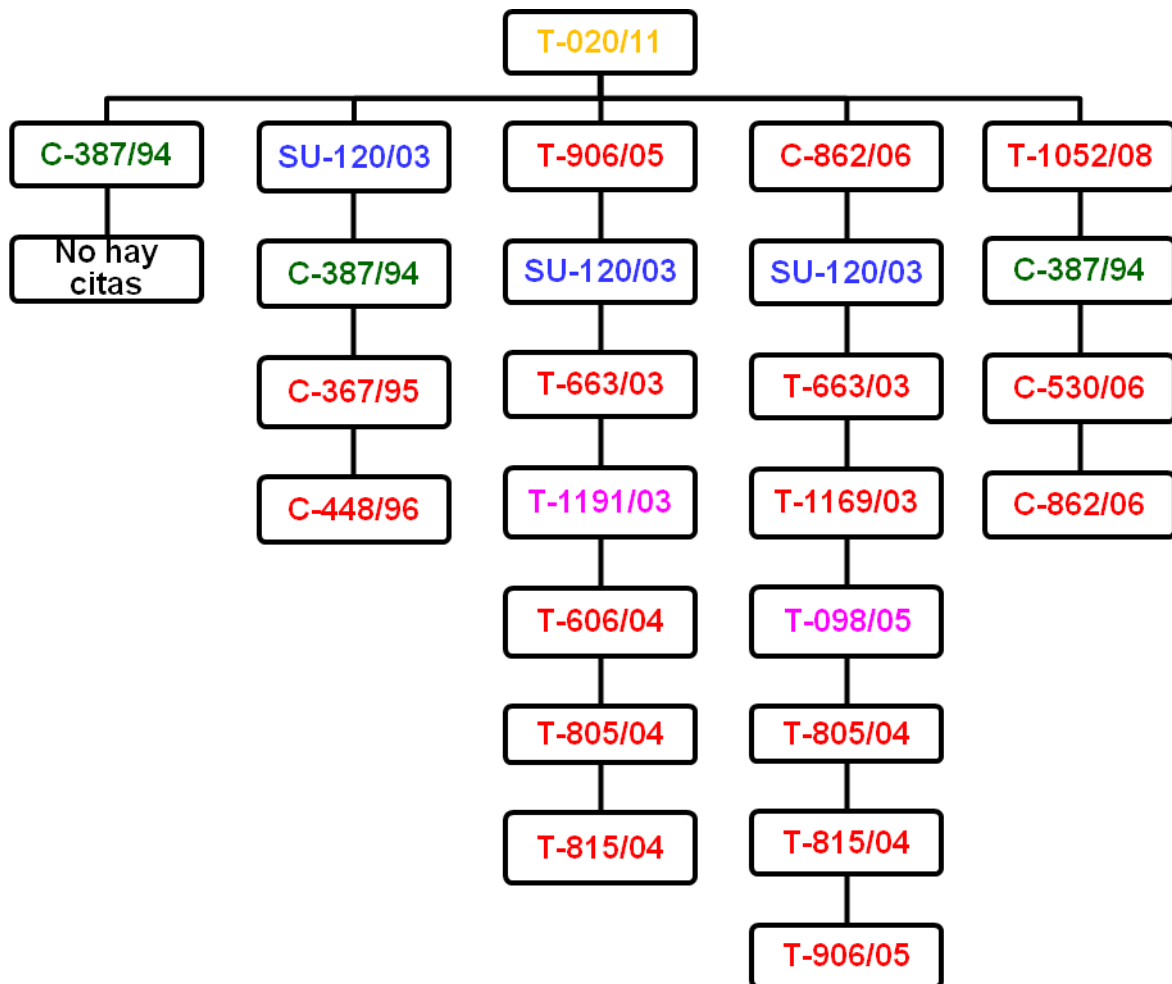 T-020/11
C-387/94
SU-120/03
T-906/05
C-862/06
T-1052/08
No hay
citas
C-387/94
SU-120/03
SU-120/03
C-387/94
C-367/95
T-663/03
T-663/03
C-530/06
C-448/96
T-1191/03
T-1169/03
C-862/06
T-606/04
T-098/05
T-805/04
T-805/04
T-815/04
T-815/04
T-906/05